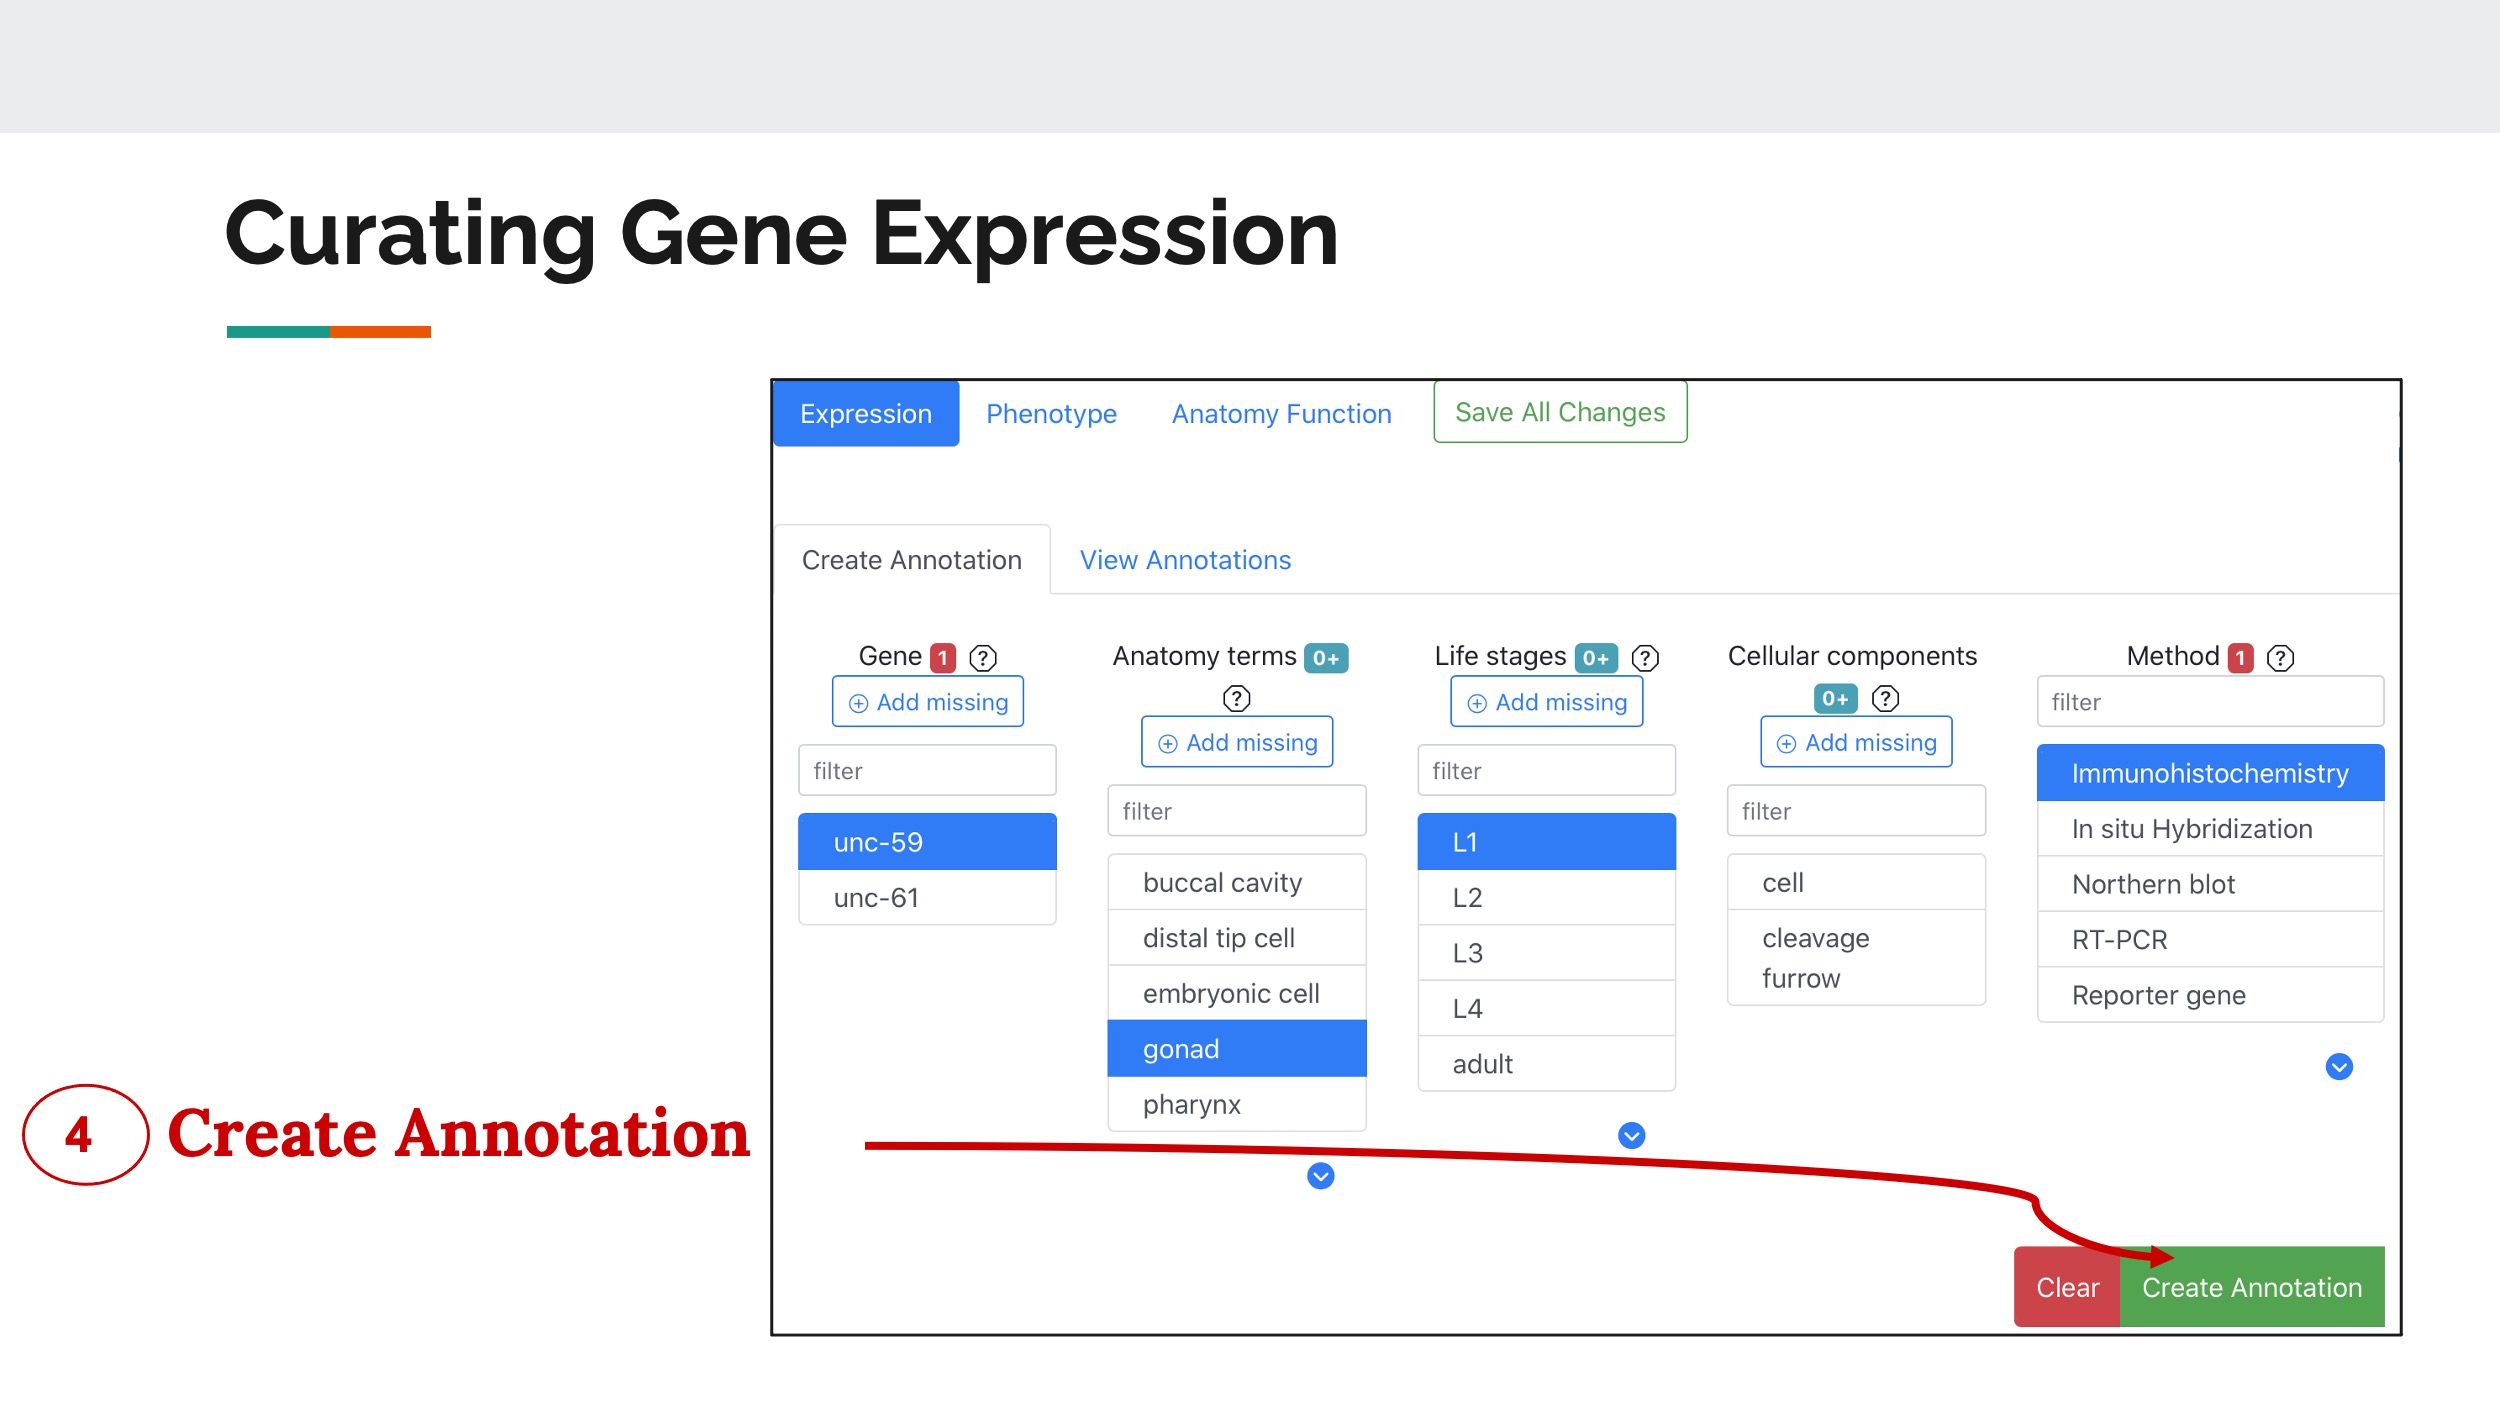 Curating Gene Expression
Expression Phenotype Anatomy Function Save All Changes
Create Annotation View Annotations
Gene 1 ?
Add missing
filter
unc-59
unc-61
Anatomy terms 0+
?
Add missing
filter
buccal cavity
distal tip cell
embryonic cell
gonad
pharynx
Life stages 0+ ?
Add missing
filter
L1
L2
L3
L4
adult
Cellular components
0+ ?
Add missing
filter
cell
cleavage
furrow
Method 1 ?
filter
Immunohistochemistry
In situ Hybridization
Northern blot
RT-PCR
Reporter gene
4 Create Annotation
Clear Create Annotation